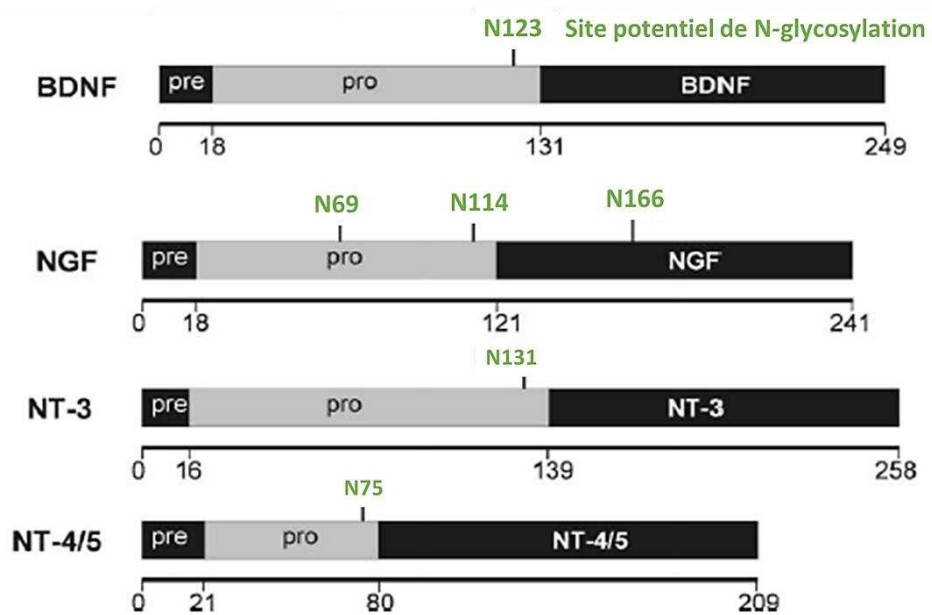 N123 Site potentiel de N-glycosylation
BDNF pre pro BDNF
0 18 131 249
N69 N114 N166
NGF pre pro NGF
0 18 121 241
N131
NT-3 pre pro NT-3
0 16 139 258
N75
NT-4/5 pre pro NT-4/5
0 21 80 209